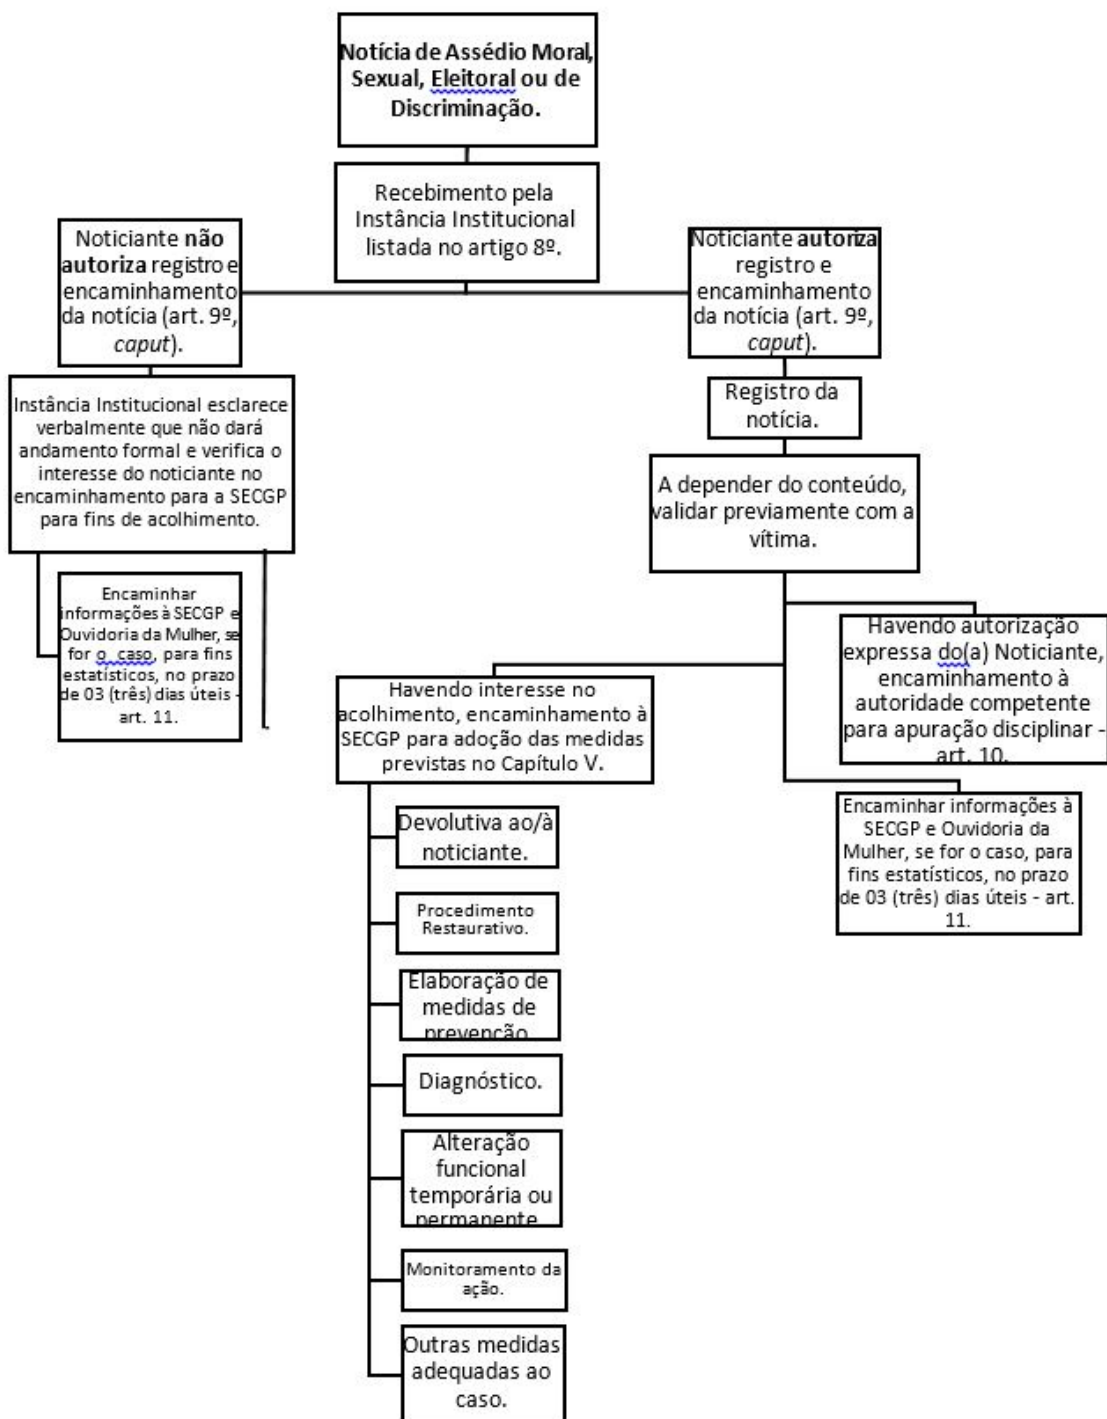 Notícia de Assédio Moral,
Sexual, Eleitoral ou de
Discriminação.
Recebimento pela
Instância Institucional
listada no artigo 8º.
Noticiante não
autoriza registro e
encaminhamento
da notícia (art. 9º,
caput).
Noticiante autoriza
registro e
encaminhamento
da notícia (art. 9º,
caput).
Instância Institucional esclarece
verbalmente que não dará
andamento formal e verifica o
interesse do noticiante no
encaminhamento para a SECGP
para fins de acolhimento.
Registro da
notícia.
A depender do conteúdo,
validar previamente com a
vítima.
Encaminhar
informações à SECGP e
Ouvidoria da Mulher, se
for o caso, para fins
estatísticos, no prazo
de 03 (três) dias úteis -
art. 11.
Havendo autorização
expressa do(a) Noticiante,
encaminhamento à
autoridade competente
para apuração disciplinar -
art. 10.
Havendo interesse no
acolhimento, encaminhamento à
SECGP para adoção das medidas
previstas no Capítulo V.
Encaminhar informações à
SECGP e Ouvidoria da
Mulher, se for o caso, para
fins estatísticos, no prazo
de 03 (três) dias úteis - art.
11.
Devolutiva ao/à
noticiante.
Procedimento
Restaurativo.
Elaboração de
medidas de
prevenção
Diagnóstico.
Alteração
funcional
temporária ou
permanente
Monitoramento da
ação.
Outras medidas
adequadas ao
caso.